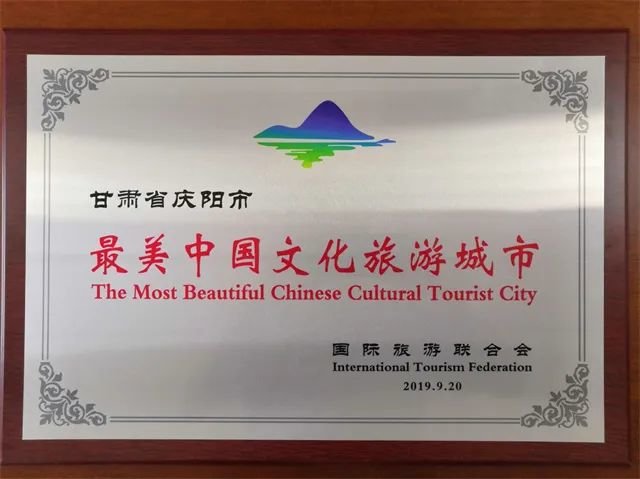 甘肃省庆阳市
最美中国文化旅游城市
The Most Beautiful Chinese Cultural Tourist City
国际旅游联合会
International Tourism Federation
2019.9.20